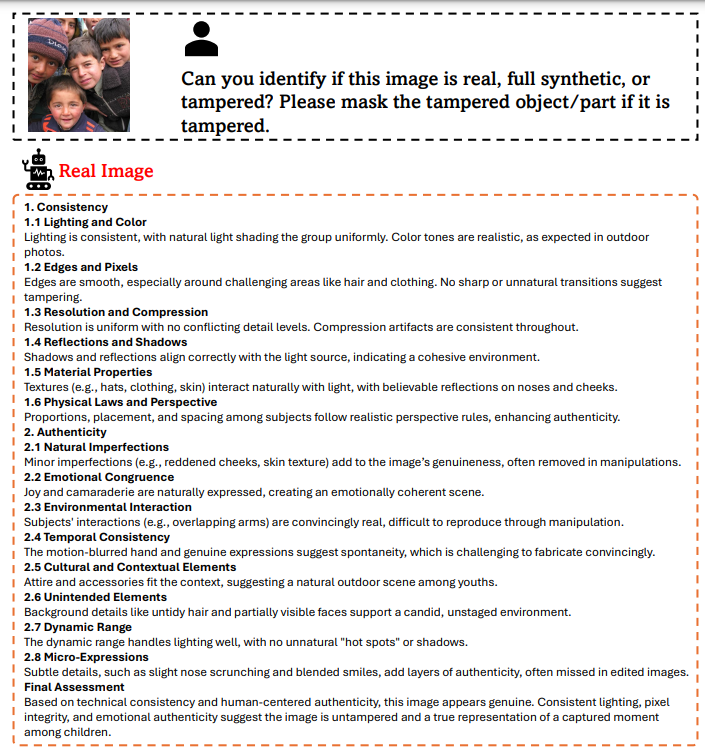 Can you identify if this image is real, full synthetic, or
tampered? Please mask the tampered object/part if it is
tampered.
Real Image
1. Consistency
1.1 Lighting and Color
Lighting is consistent, with natural light shading the group uniformly. Color tones are realistic, as expected in outdoor
photos.
1.2 Edges and Pixels
Edges are smooth, especially around challenging areas like hair and clothing. No sharp or unnatural transitions suggest
tampering.
1.3 Resolution and Compression
Resolution is uniform with no conflicting detail levels. Compression artifacts are consistent throughout.
1.4 Reflections and Shadows
Shadows and reflections align correctly with the light source, indicating a cohesive environment.
1.5 Material Properties
Textures (e.g., hats, clothing, skin) interact naturally with light, with believable reflections on noses and cheeks.
1.6 Physical Laws and Perspective
Proportions, placement, and spacing among subjects follow realistic perspective rules, enhancing authenticity.
2. Authenticity
2.1 Natural Imperfections
Minor imperfections (e.g., reddened cheeks, skin texture) add to the image's genuineness, often removed in manipulations.
2.2 Emotional Congruence
Joy and camaraderie are naturally expressed, creating an emotionally coherent scene.
2.3 Environmental Interaction
Subjects' interactions (e.g., overlapping arms) are convincingly real, difficult to reproduce through manipulation.
2.4 Temporal Consistency
The motion-blurred hand and genuine expressions suggest spontaneity, which is challenging to fabricate convincingly.
2.5 Cultural and Contextual Elements
Attire and accessories fit the context, suggesting a natural outdoor scene among youths.
2.6 Unintended Elements
Background details like untidy hair and partially visible faces support a candid, unstaged environment.
2.7 Dynamic Range
The dynamic range handles lighting well, with no unnatural "hot spots" or shadows.
2.8 Micro-Expressions
Subtle details, such as slight nose scrunching and blended smiles, add layers of authenticity, often missed in edited images.
Final Assessment
Based on technical consistency and human-centered authenticity, this image appears genuine. Consistent lighting, pixel
integrity, and emotional authenticity suggest the image is untampered and a true representation of a captured moment
among children.